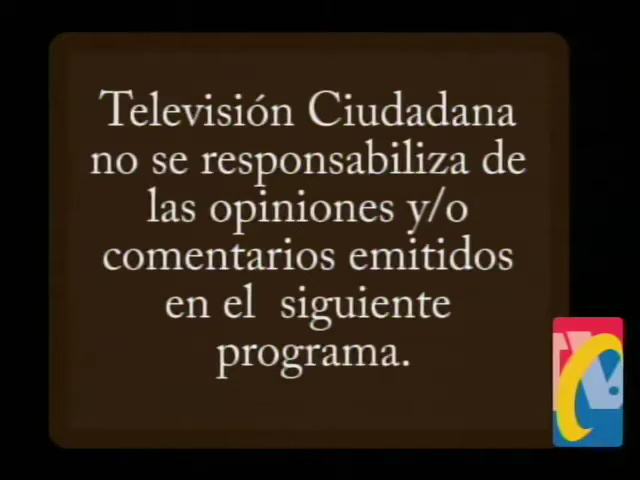 Televisión Ciudadana
no se responsabiliza de
las opiniones y/o
comentarios emitidos
en el siguiente
programa.